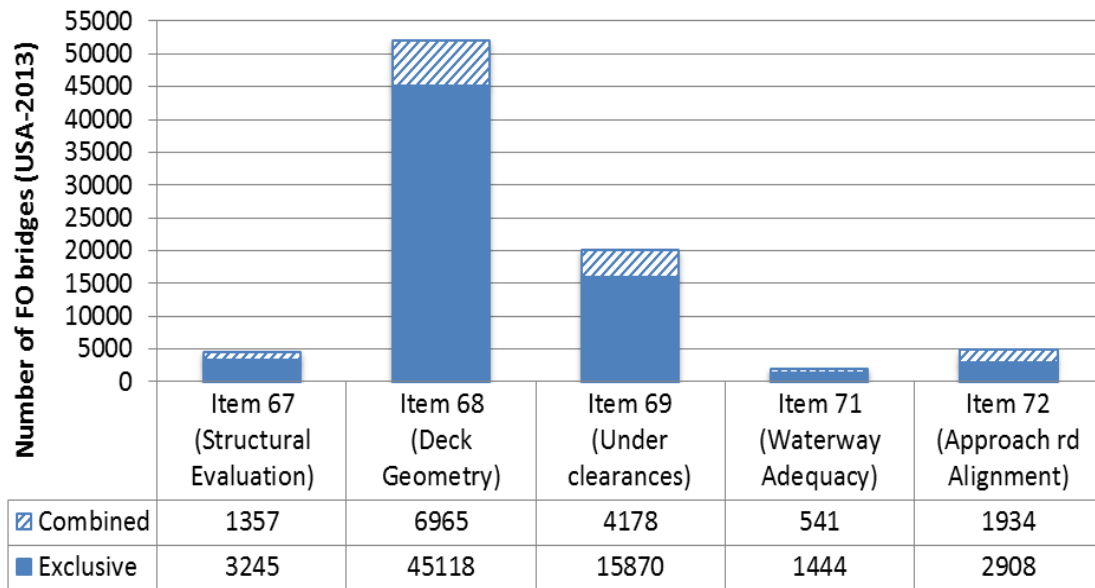 Number of FO bridges (USA-2013)
55000
50000
45000
40000
35000
30000
25000
20000
15000
10000
5000
0
Item 67 (Structural Evaluation)
Item 68 (Deck Geometry)
Item 69 (Under clearances)
Item 71 (Waterway Adequacy)
Item 72 (Approach rd Alignment)
Combined 1357 6965 4178 541 1934
Exclusive 3245 45118 15870 1444 2908